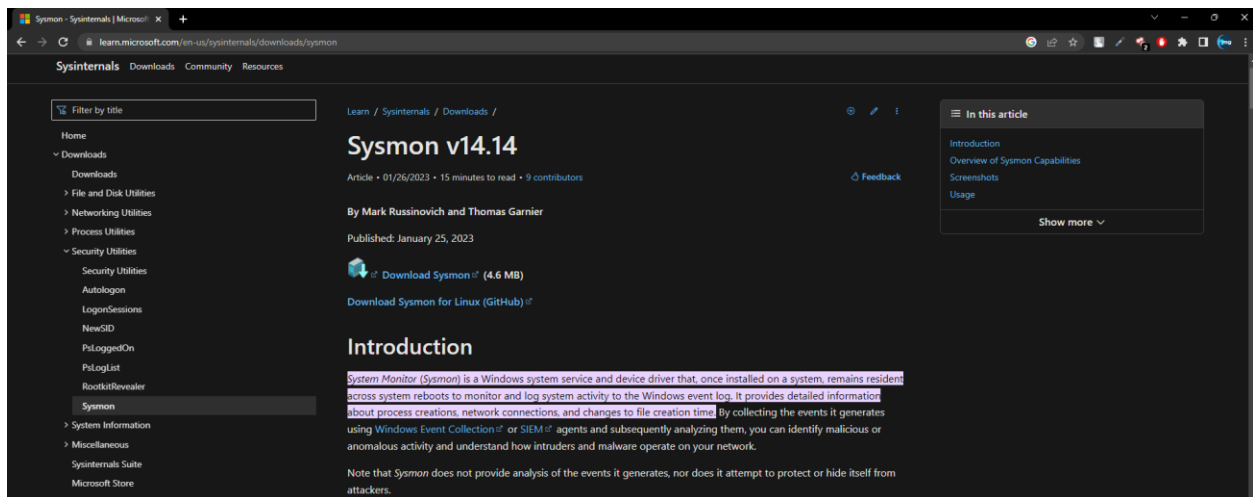 Sysmon - Sysinternals | Microsof
learn.microsoft.com/en-us/sysinternals/downloads/sysmon
Sysinternals Downloads Community Resources
Filter by title
Home
Downloads
Downloads
File and Disk Utilities
Networking Utilities
Process Utilities
Security Utilities
Security Utilities
Autologon
LogonSessions
NewSID
PsLoggedOn
PsLogList
RootkitRevealer
Sysmon
System Information
Miscellaneous
Sysinternals Suite
Microsoft Store
Learn / Sysinternals / Downloads /
Sysmon v14.14
Article • 01/26/2023 • 15 minutes to read • 9 contributors
Feedback
By Mark Russinovich and Thomas Garnier
Published: January 25, 2023
Download Sysmon (4.6 MB)
Download Sysmon for Linux (GitHub)
Introduction
System Monitor (Sysmon) is a Windows system service and device driver that, once installed on a system, remains resident
across system reboots to monitor and log system activity to the Windows event log. It provides detailed information
about process creations, network connections, and changes to file creation time. By collecting the events it generates
using Windows Event Collection or SIEM agents and subsequently analyzing them, you can identify malicious or
anomalous activity and understand how intruders and malware operate on your network.
Note that Sysmon does not provide analysis of the events it generates, nor does it attempt to protect or hide itself from
attackers.
In this article
Introduction
Overview of Sysmon Capabilities
Screenshots
Usage
Show more